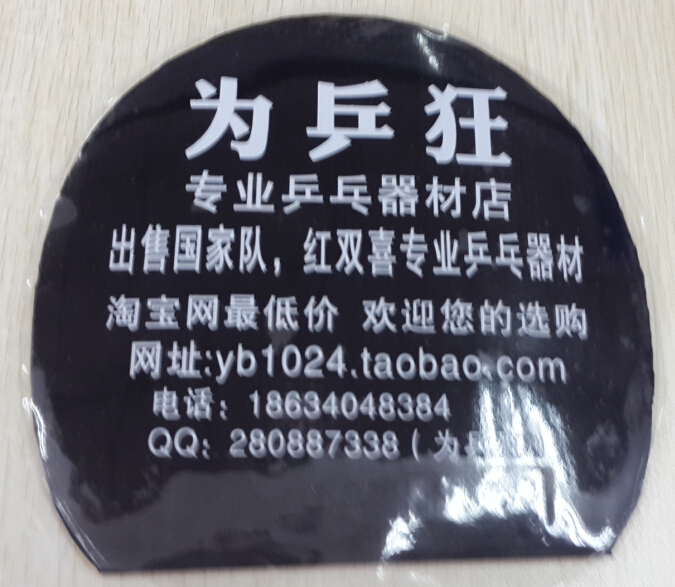 为乒狂
专业乒乓器材店
出售国家队，红双喜专业乒乓器材
淘宝网最低价 欢迎您的选购
网址:yb1024.taobao.com
电话：18634048384
QQ：280887338（为乒